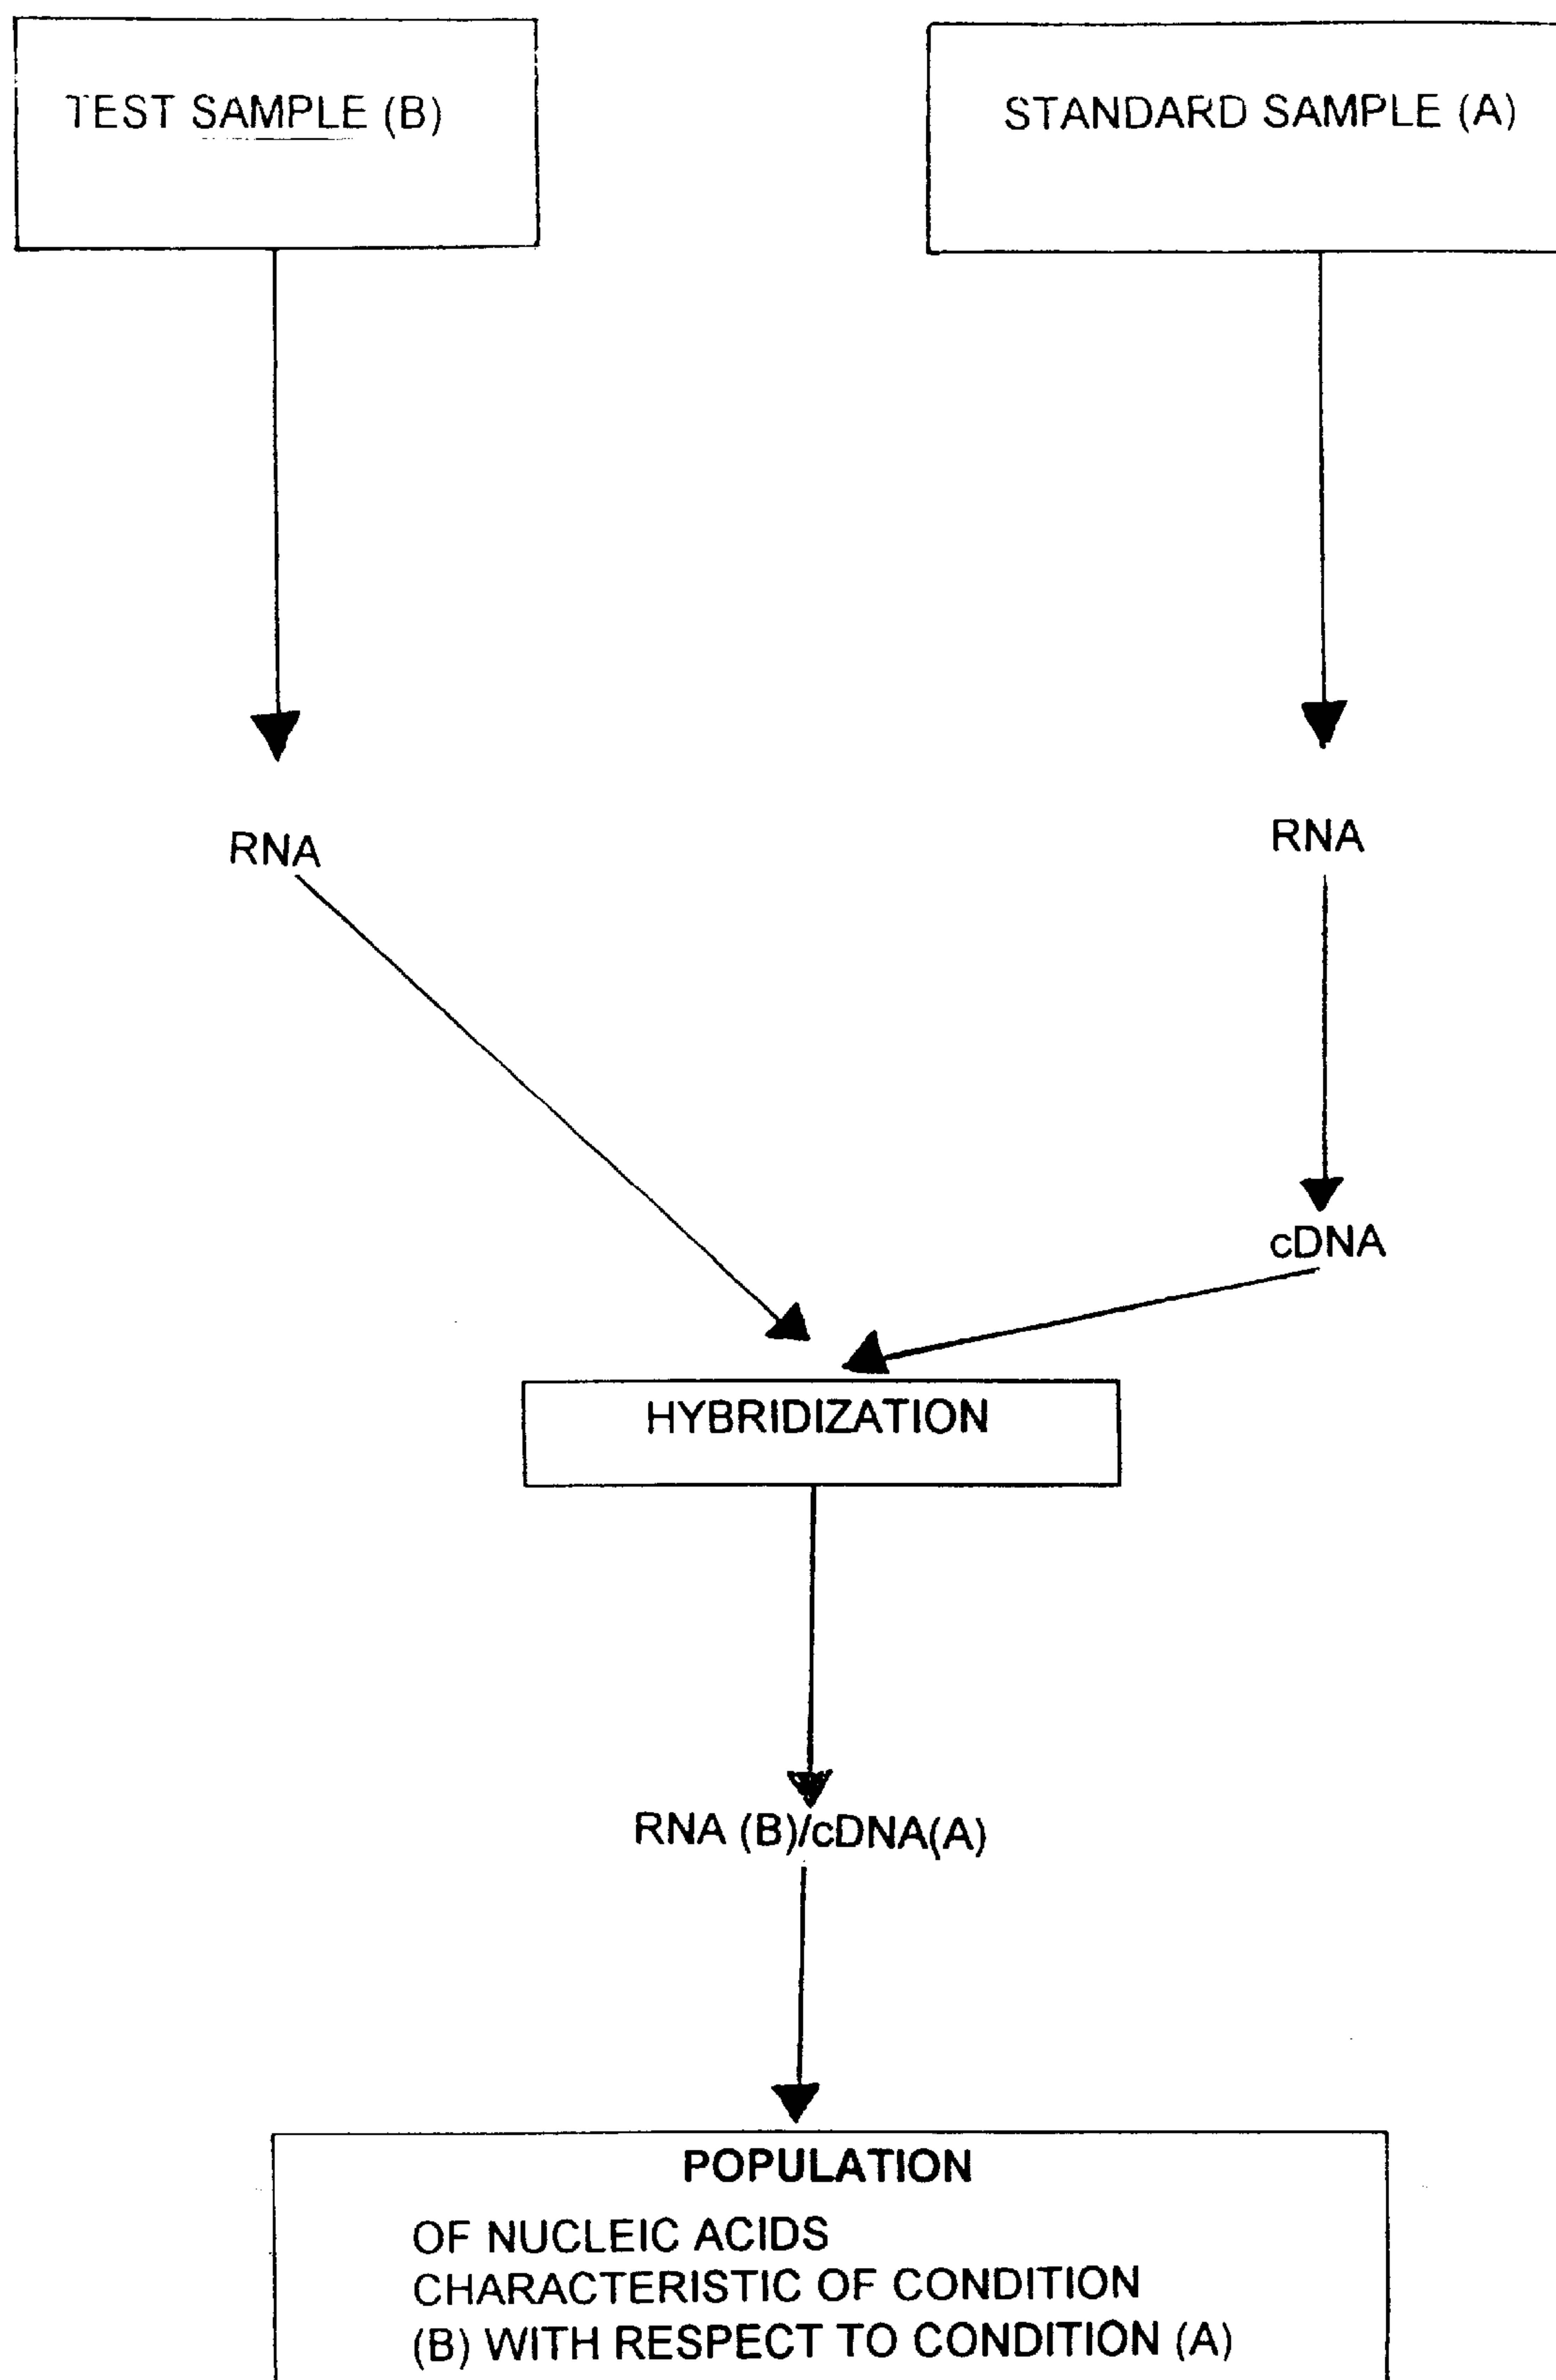 TEST SAMPLE (B)
STANDARD SAMPLE (A)
RNA
RNA
cDNA
HYBRIDIZATION
RNA (B)/cDNA(A)
POPULATION
OF NUCLEIC ACIDS
CHARACTERISTIC OF CONDITION
(B) WITH RESPECT TO CONDITION (A)